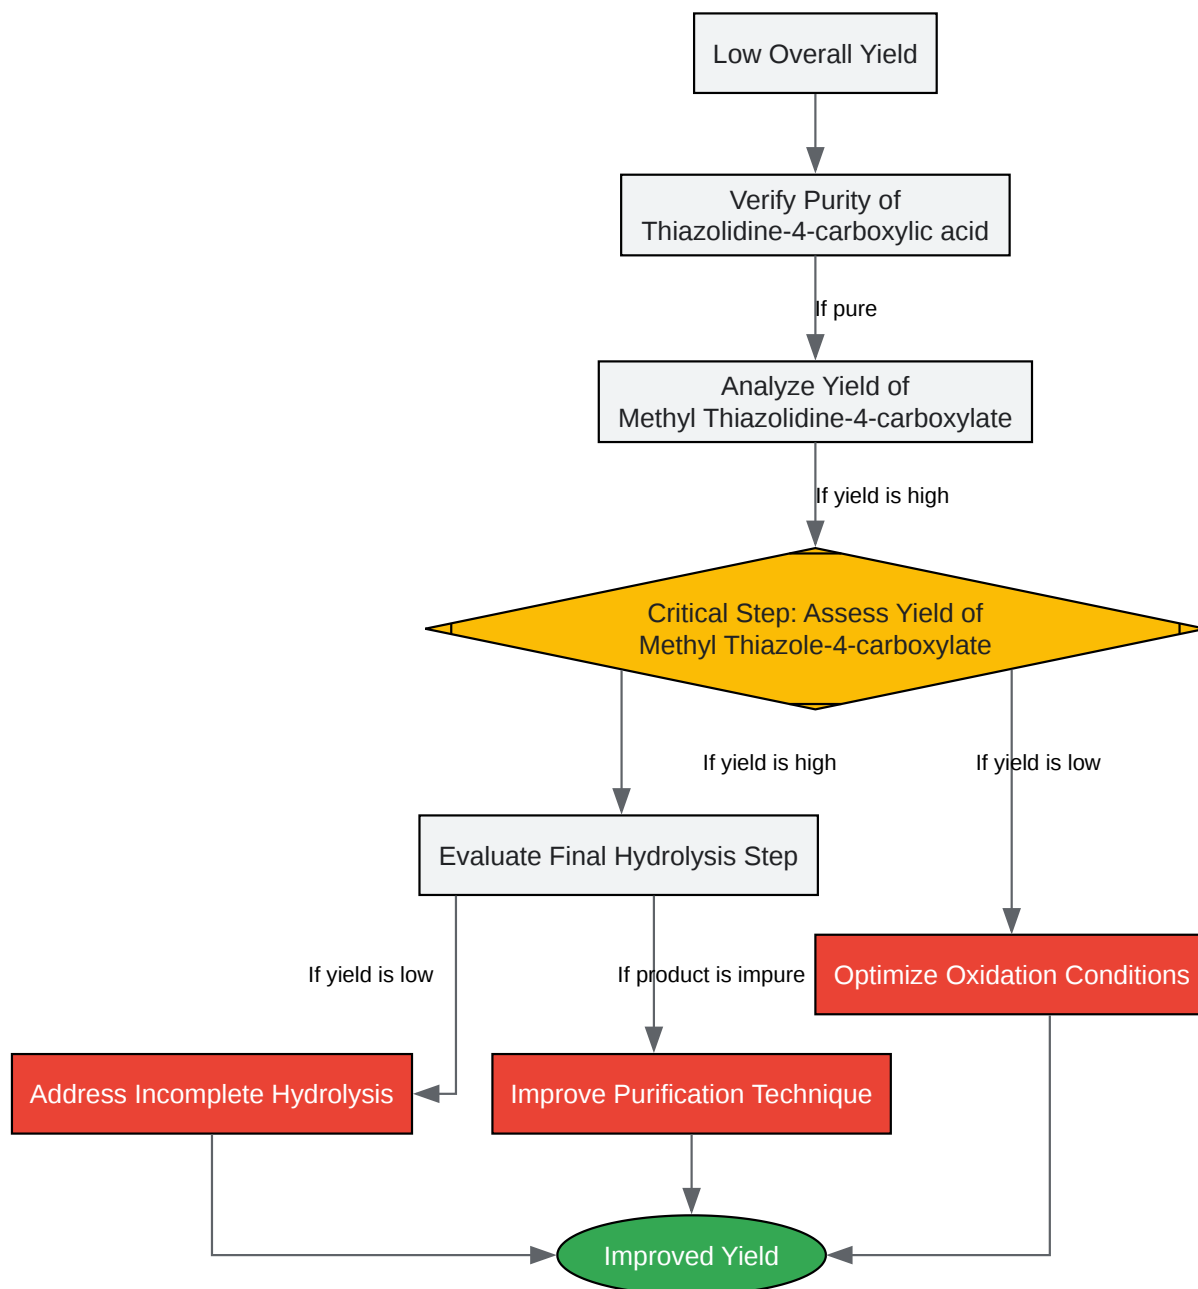 Low Overall Yield
Verify Purity of
Thiazolidine-4-carboxylic acid
If pure
Analyze Yield of
Methyl Thiazolidine-4-carboxylate
If yield is high
Critical Step: Assess Yield of
Methyl Thiazole-4-carboxylate
If yield is high
If yield is low
Evaluate Final Hydrolysis Step
If yield is low
If product is impure
Optimize Oxidation Conditions
Address Incomplete Hydrolysis
Improve Purification Technique
Improved Yield